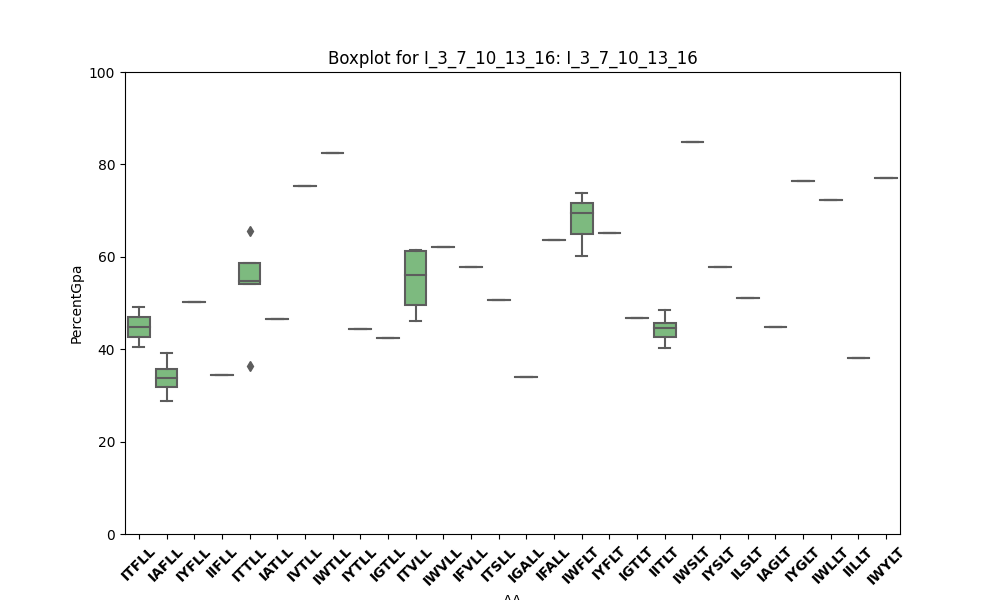 Boxplot for I_3_7_10_13_16: I_3_7_10_13_16
100
80
60
40
20
0
PercentGpa
ITFLL IAFLL IYFLL IIFLL ITTLL IATLL IVTLL IWTLL IYTLL IGTLL ITVLL IWVLL IFVLL ITSLL IGALL IFALL IWFLT IYFLT IGTLT IITLT IWSLT IYSLT ILSLT IAGLT IYGLT IWLLT IILLT IWYLT
AA